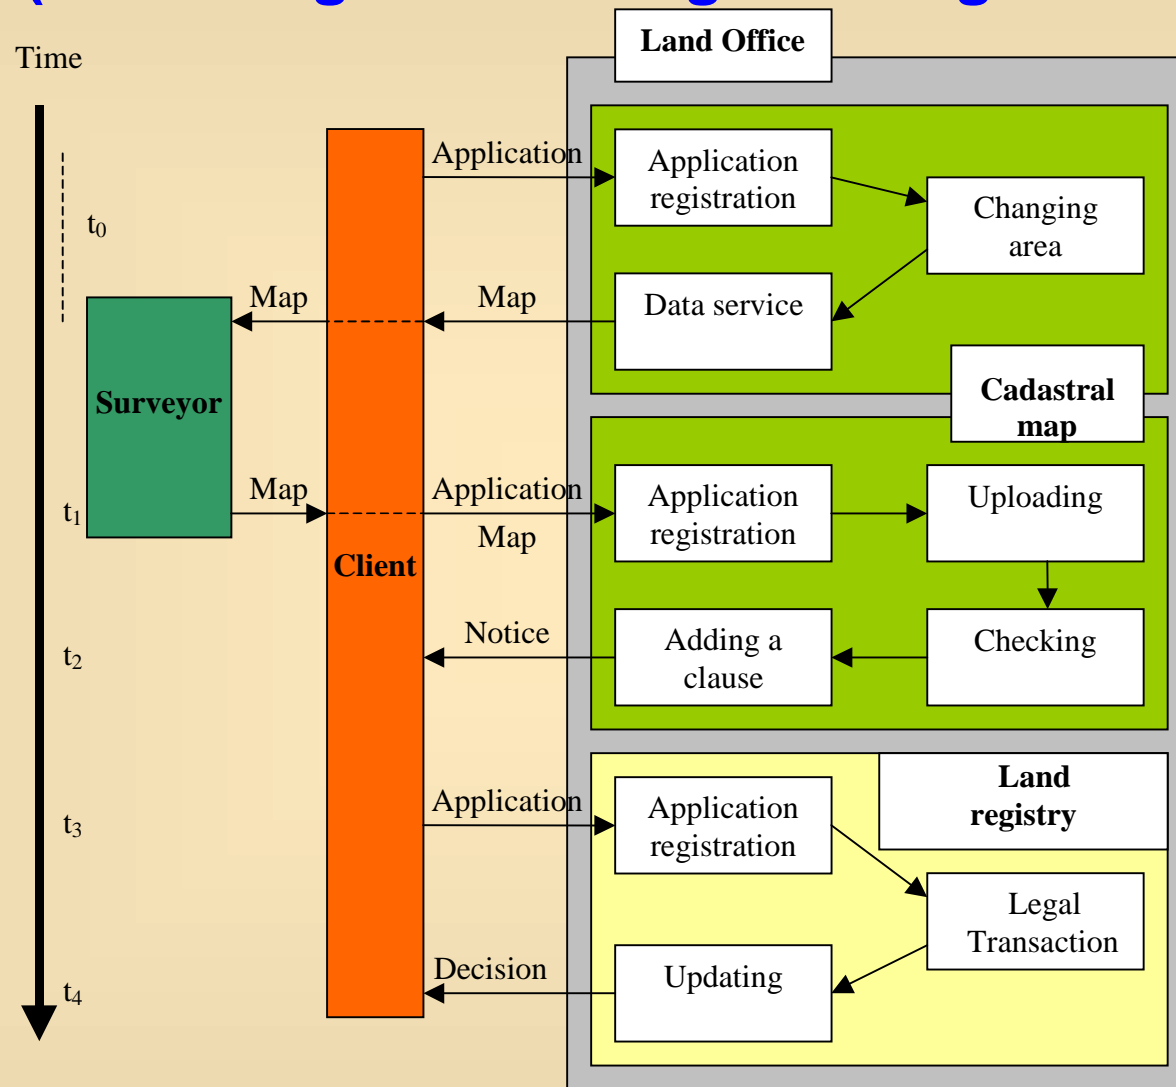 Land Office
Time
Application
Application
registration
Changing
area
t0
Map
Map
Data service
Surveyor
Cadastral
map
Map
Application
Application
registration
Uploading
t1
Map
Client
Notice
Adding a
clause
Checking
t2
Land
registry
Application
Application
registration
t3
Legal
Transaction
Decision
Updating
t4